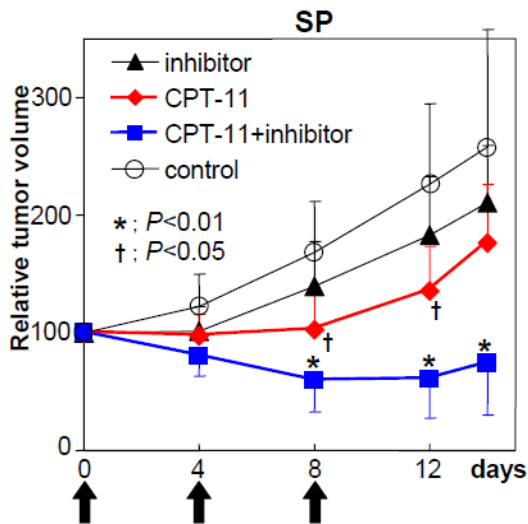 SP
Relative tumor volume
300
200
100
0
inhibitor
CPT-11
CPT-11+inhibitor
control
* ; P<0.01
† ; P<0.05
†
†
* * *
0 4 8 12 days